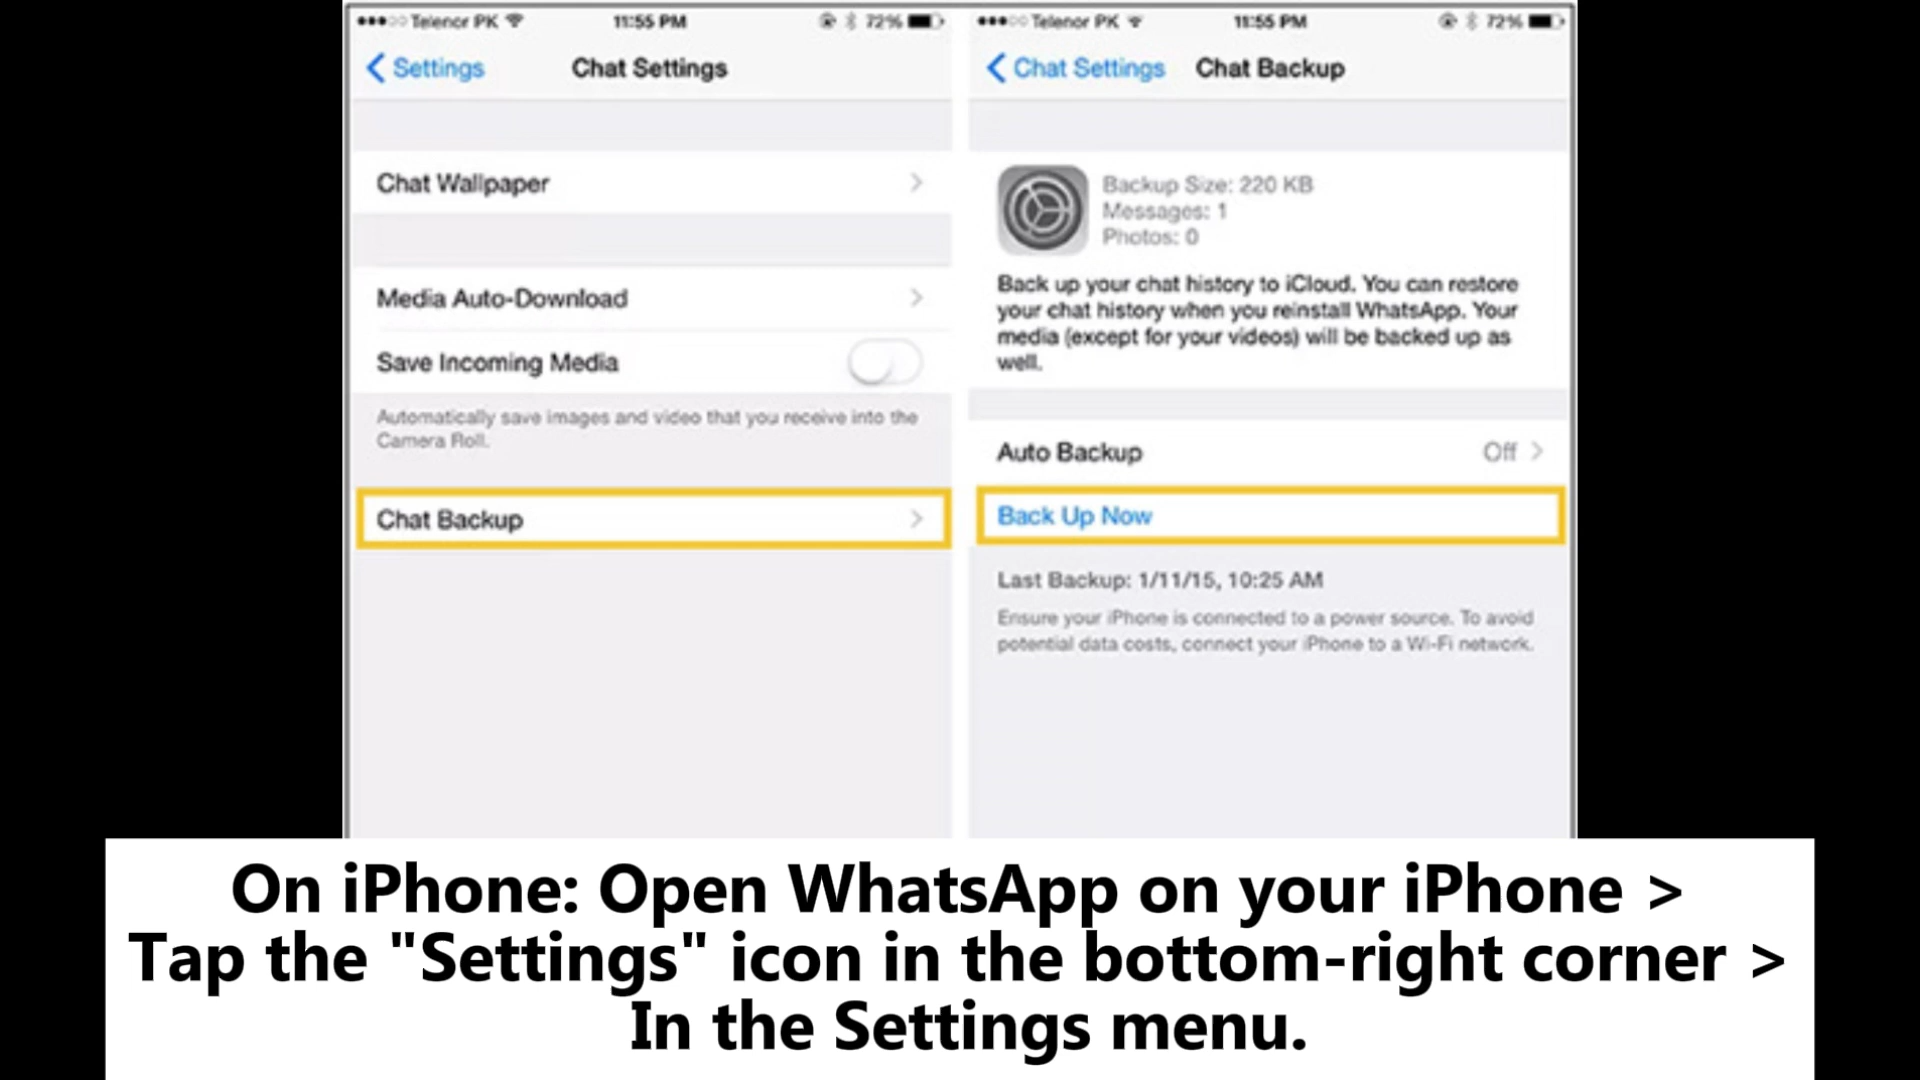 Telenor PK 11:55 PM 72%
Settings Chat Settings
Chat Wallpaper
Media Auto-Download
Save Incoming Media
Automatically save images and video that you receive into the
Camera Roll.
Chat Backup
Telenor PK 11:55 PM 72%
Chat Settings Chat Backup
Backup Size: 220 KB
Messages: 1
Photos: 0
Back up your chat history to iCloud. You can restore
your chat history when you reinstall WhatsApp. Your
media (except for your videos) will be backed up as
well.
Auto Backup Off
Back Up Now
Last Backup: 1/11/15, 10:25 AM
Ensure your iPhone is connected to a power source. To avoid
potential data costs, connect your iPhone to a Wi-Fi network.
On iPhone: Open WhatsApp on your iPhone >
Tap the "Settings" icon in the bottom-right corner >
In the Settings menu.